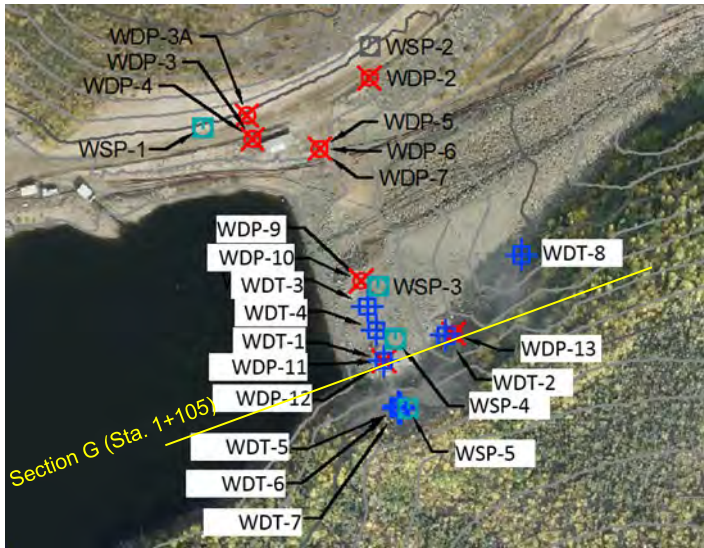 WDP-3A
WSP-2
WDP-3
WDP-4
WDP-2
WSP-1
WDP-5
WDP-6
WDP-7
WDP-9
WDP-10
WDT-8
WDT-3
WSP-3
WDT-4
WDT-1
WDP-13
WDP-11
WDT-2
WDP-12
WSP-4
Section G (Sta. 1+105)
WDT-5
WSP-5
WDT-6
WDT-7